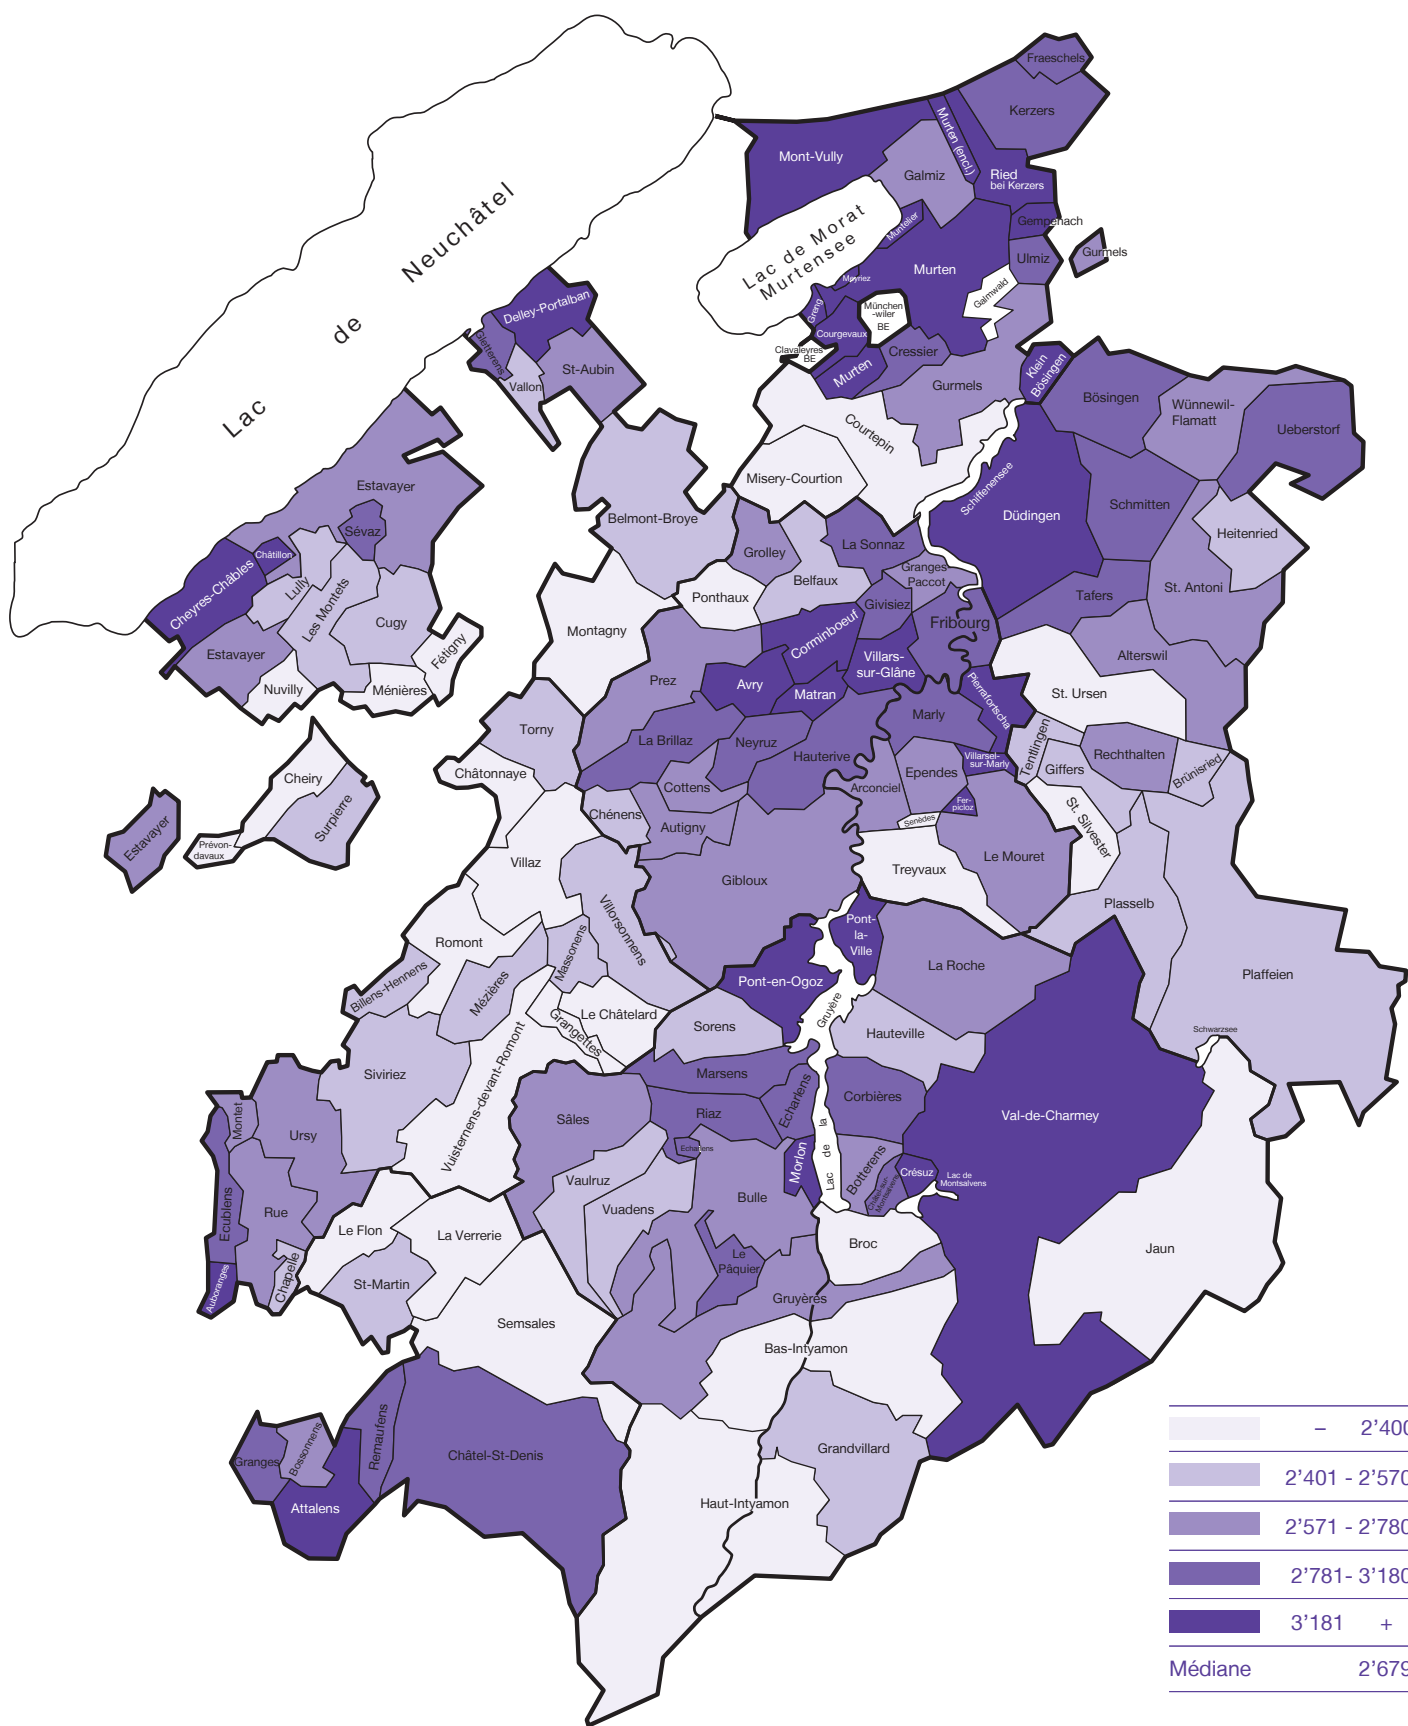 Fraeschels
Kerzers
Mont-Vully
Murten (encl.)
Galmiz
Ried
bei Kerzers
Lac de Neuchâtel
Lac de Morat
Murtensee
Muntelier
Gempenach
Murten
Ulmiz
Gurmels
Meyriez
Galmwald
Greng
München
-wiler
BE
Delley-Portalban
Courgevaux
Clavaleyres
BE
Cressier
Murten
Gletterens
Vallon
St-Aubin
Klein
Bösingen
Gurmels
Bösingen
Wünnewil-
Flamatt
Ueberstorf
Courtepin
Misery-Courtion
Schiffenensee
Estavayer
Sévaz
Belmont-Broye
Düdingen
Schmitten
Heitenried
Châtillon
Grolley
La Sonnaz
Granges
Paccot
Belfaux
Cheyres-Châbles
Lully
Les Montets
Ponthaux
Givisiez
Tafers
St. Antoni
Cugy
Fribourg
Montagny
Corminboeuf
Fétigny
Estavayer
Villars-
sur-Glâne
Alterswil
Nuvilly
Ménières
Prez
Avry
Matran
Pierrafortscha
St. Ursen
Torny
Marly
La Brillaz
Neyruz
Hauterive
Tentlingen
Rechthalten
Villarsel-
sur-Marly
Giffers
Brünisried
Cheiry
Châtonnaye
Cottens
Arconciel
Ependes
Fer-
picloz
Surpierre
Chénens
Autigny
Senèdes
St. Silvester
Estavayer
Prévon-
davaux
Villaz
Treyvaux
Le Mouret
Gibloux
Plasselb
Villorsonnens
Romont
Massonens
Pont-
la-
Ville
La Roche
Billens-Hennens
Mézières
Pont-en-Ogoz
Plaffeien
Le Châtelard
Grangettes
Gruyère
Sorens
Hauteville
Schwarzsee
Vuisternens-devant-Romont
Siviriez
Marsens
Echarlens
Corbières
Val-de-Charmey
Montet
Ursy
Sâles
Riaz
Echarlens
Lac de la
Morlon
Botterens
Crésuz
Lac de
Montsalvens
Châtel-sur-
Montsalvens
Vaulruz
Vuadens
Bulle
Ecublens
Rue
Le Flon
La Verrerie
Broc
Jaun
Chapelle
Auboranges
St-Martin
Le
Pâquier
Gruyères
Semsales
Bas-Intyamon
Granges
Bossonnens
Remaufens
Châtel-St-Denis
Grandvillard
Attalens
Haut-Intyamon
– 2’400
2’401 - 2’570
2’571 - 2’780
2’781- 3’180
3’181 +
Médiane 2’679